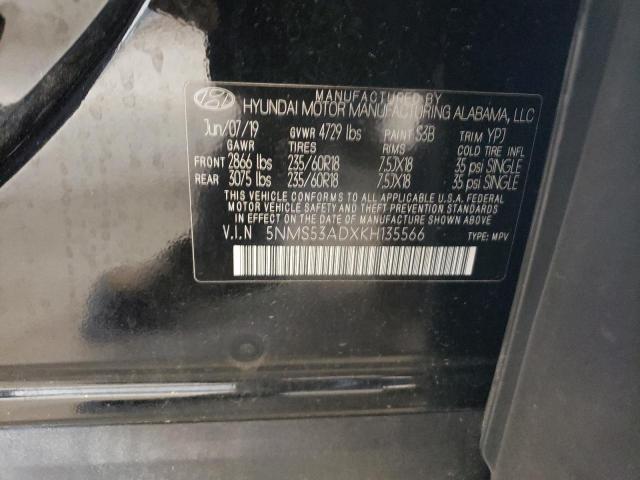 MANUFACTURED BY
HYUNDAI MOTOR MANUFACTURING ALABAMA, LLC
Jun/07/19 GVWR 4729 lbs PAINT S3B TRIM YPJ
GAWR TIRES RIMS COLD TIRE INFL
FRONT 2866 lbs 235/60R18 7.5JX18 35 psi SINGLE
REAR 3075 lbs 235/60R18 7.5JX18 35 psi SINGLE
THIS VEHICLE CONFORMS TO ALL APPLICABLE U.S.A. FEDERAL
MOTOR VEHICLE SAFETY, BUMPER, AND THEFT PREVENTION
STANDARDS IN EFFECT ON THE DATE OF MANUFACTURE SHOWN ABOVE
V.I.N 5NMS53ADXKH135566
TYPE: MPV